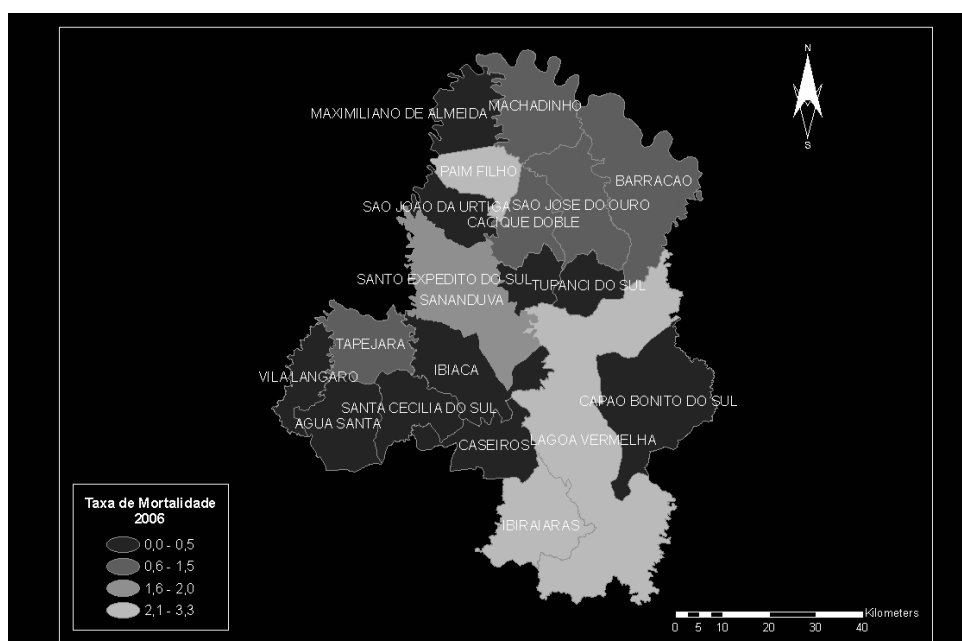 N
S
MACHADINHO
MAXIMILIANO DE ALMEIDA
PAIM FILHO
BARRACAO
SAO JOÃO DA URTIGA
SAO JOSE DO OURO
CACIQUE DOBLE
SANTO EXPEDITO DO SUL
TUPANCI DO SUL
SANANDUVA
TAPEJARA
IBIACA
VILA LANGARO
CAPAO BONITO DO SUL
SANTA CECILIA DO SUL
AGUA SANTA
LAGOA VERMELHA
CASEIROS
IBIRAIARAS
Taxa de Mortalidade
2006
0,0 - 0,5
0,6 - 1,5
1,6 - 2,0
2,1 - 3,3
Kilometers
0 5 10 20 30 40